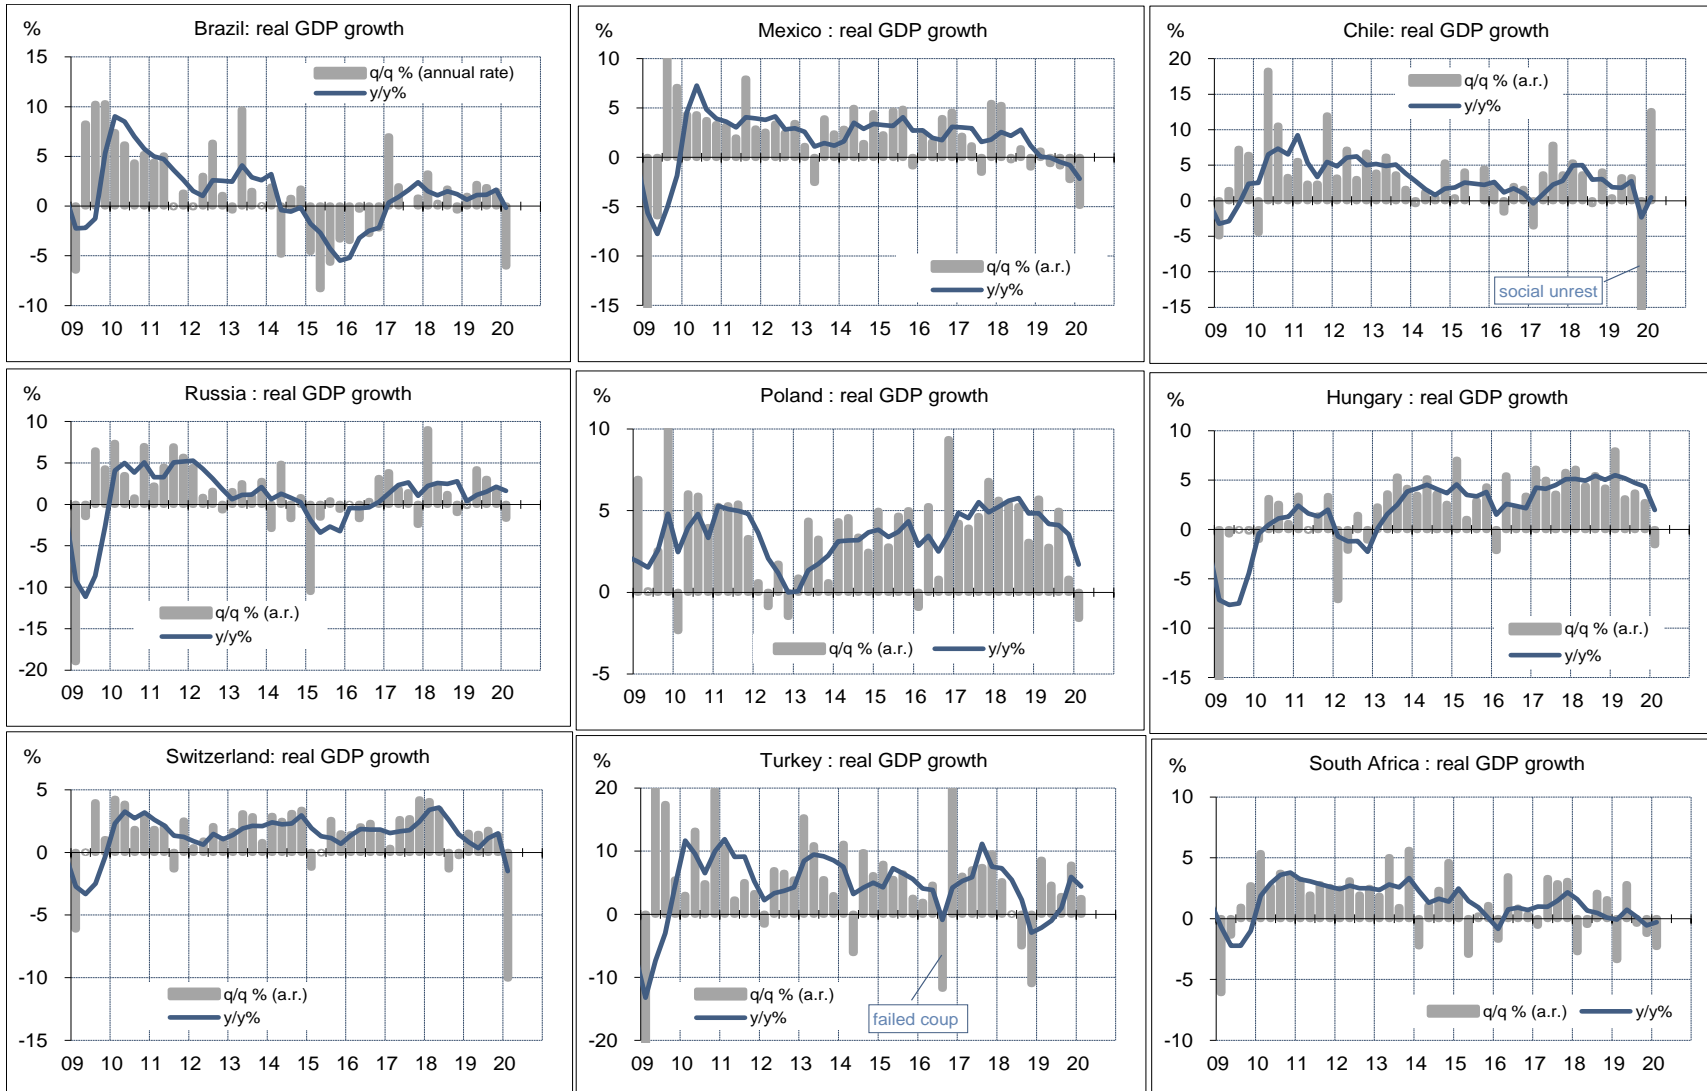 %
Brazil: real GDP growth
15
10
5
0
-5
-10
q/q % (annual rate)
y/y%
09 10 11 12 13 14 15 16 17 18 19 20
%
Mexico : real GDP growth
10
5
0
-5
-10
-15
q/q % (a.r.)
y/y%
09 10 11 12 13 14 15 16 17 18 19 20
%
Chile: real GDP growth
20
15
10
5
0
-5
-10
-15
q/q % (a.r.)
y/y%
social unrest
09 10 11 12 13 14 15 16 17 18 19 20
%
Russia : real GDP growth
10
5
0
-5
-10
-15
-20
q/q % (a.r.)
y/y%
09 10 11 12 13 14 15 16 17 18 19 20
%
Poland : real GDP growth
10
5
0
-5
q/q % (a.r.) y/y%
09 10 11 12 13 14 15 16 17 18 19 20
%
Hungary : real GDP growth
10
5
0
-5
-10
-15
q/q % (a.r.)
y/y%
09 10 11 12 13 14 15 16 17 18 19 20
%
Switzerland: real GDP growth
5
0
-5
-10
-15
q/q % (a.r.)
y/y%
09 10 11 12 13 14 15 16 17 18 19 20
%
Turkey : real GDP growth
20
10
0
-10
-20
q/q % (a.r.)
y/y%
failed coup
09 10 11 12 13 14 15 16 17 18 19 20
%
South Africa : real GDP growth
10
5
0
-5
-10
q/q % (a.r.) y/y%
09 10 11 12 13 14 15 16 17 18 19 20